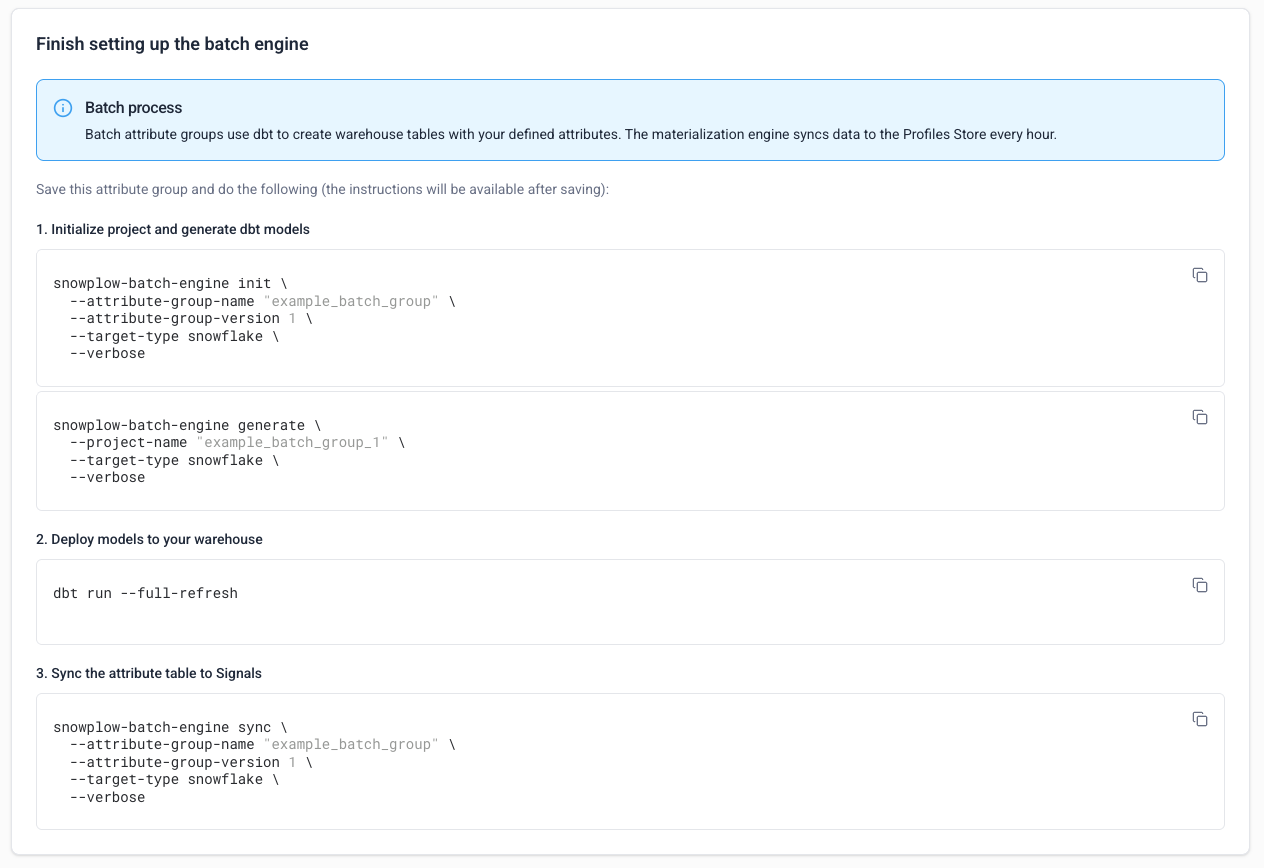 Finish setting up the batch engine
Batch process
Batch attribute groups use dbt to create warehouse tables with your defined attributes. The materialization engine syncs data to the Profiles Store every hour.
Save this attribute group and do the following (the instructions will be available after saving):
1. Initialize project and generate dbt models
snowplow-batch-engine init \
  --attribute-group-name "example_batch_group" \
  --attribute-group-version 1 \
  --target-type snowflake \
  --verbose
snowplow-batch-engine generate \
  --project-name "example_batch_group_1" \
  --target-type snowflake \
  --verbose
2. Deploy models to your warehouse
dbt run --full-refresh
3. Sync the attribute table to Signals
snowplow-batch-engine sync \
  --attribute-group-name "example_batch_group" \
  --attribute-group-version 1 \
  --target-type snowflake \
  --verbose